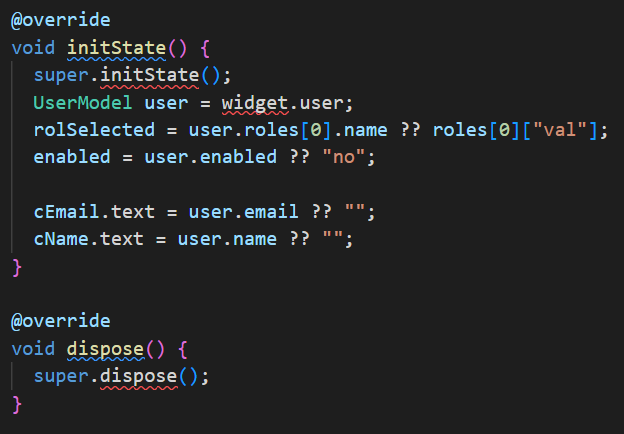 @override
void initState() {
super.initState();
UserModel user = widget.user;
rolSelected = user.roles[0].name ?? roles[0]["val"];
enabled = user.enabled ?? "no";
cEmail.text = user.email ?? "";
cName.text = user.name ?? "";
}
@override
void dispose() {
super.dispose();
}